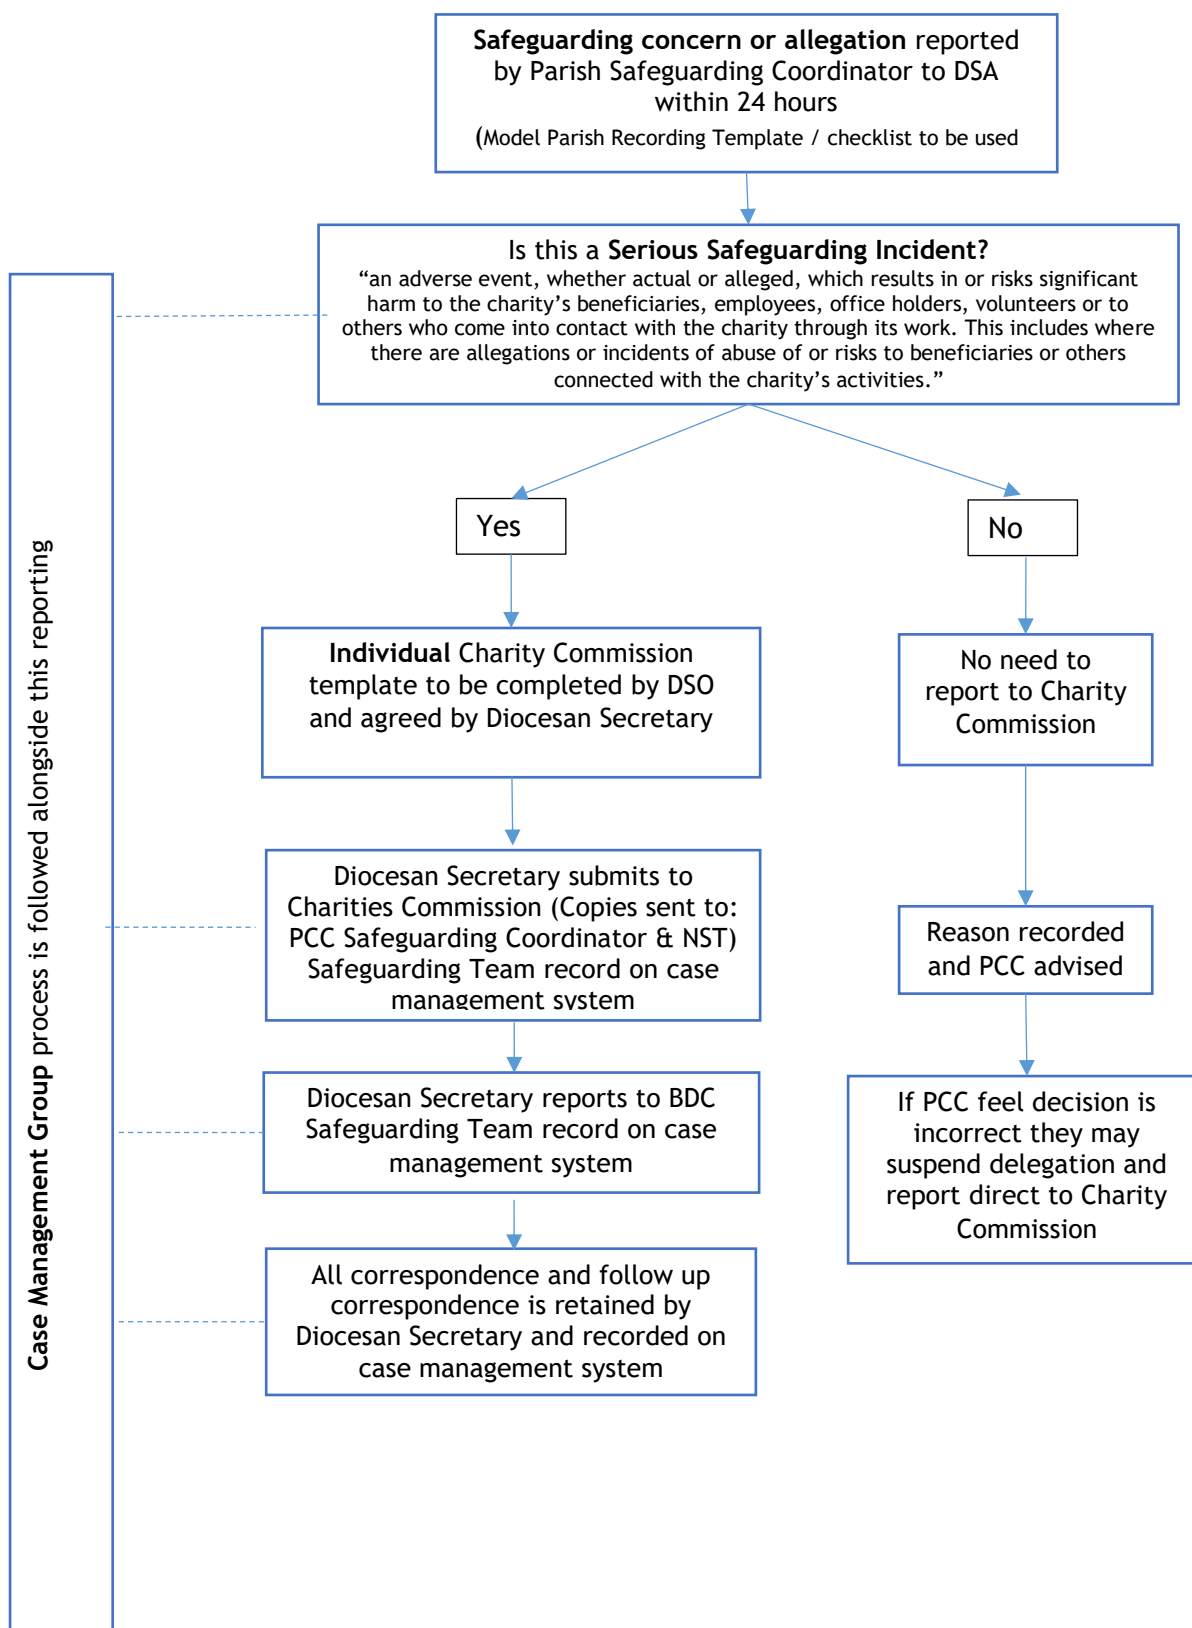 Safeguarding concern or allegation reported
by Parish Safeguarding Coordinator to DSA
within 24 hours
(Model Parish Recording Template / checklist to be used
Is this a Serious Safeguarding Incident?
“an adverse event, whether actual or alleged, which results in or risks significant
harm to the charity’s beneficiaries, employees, office holders, volunteers or to
others who come into contact with the charity through its work. This includes where
there are allegations or incidents of abuse of or risks to beneficiaries or others
connected with the charity’s activities.”
Yes
No
Individual Charity Commission
template to be completed by DSO
and agreed by Diocesan Secretary
No need to
report to Charity
Commission
Diocesan Secretary submits to
Charities Commission (Copies sent to:
PCC Safeguarding Coordinator & NST)
Safeguarding Team record on case
management system
Reason recorded
and PCC advised
Diocesan Secretary reports to BDC
Safeguarding Team record on case
management system
If PCC feel decision is
incorrect they may
suspend delegation and
report direct to Charity
Commission
All correspondence and follow up
correspondence is retained by
Diocesan Secretary and recorded on
case management system
Case Management Group process is followed alongside this reporting